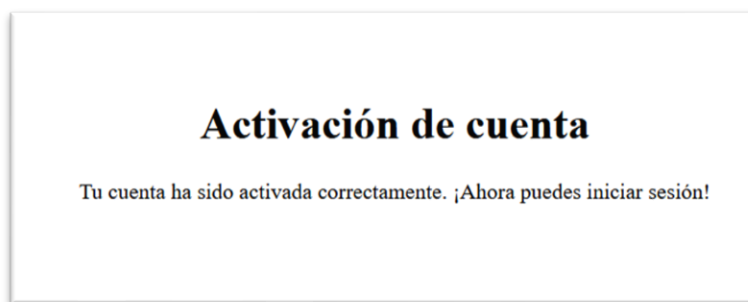 Activación de cuenta
Tu cuenta ha sido activada correctamente. ¡Ahora puedes iniciar sesión!